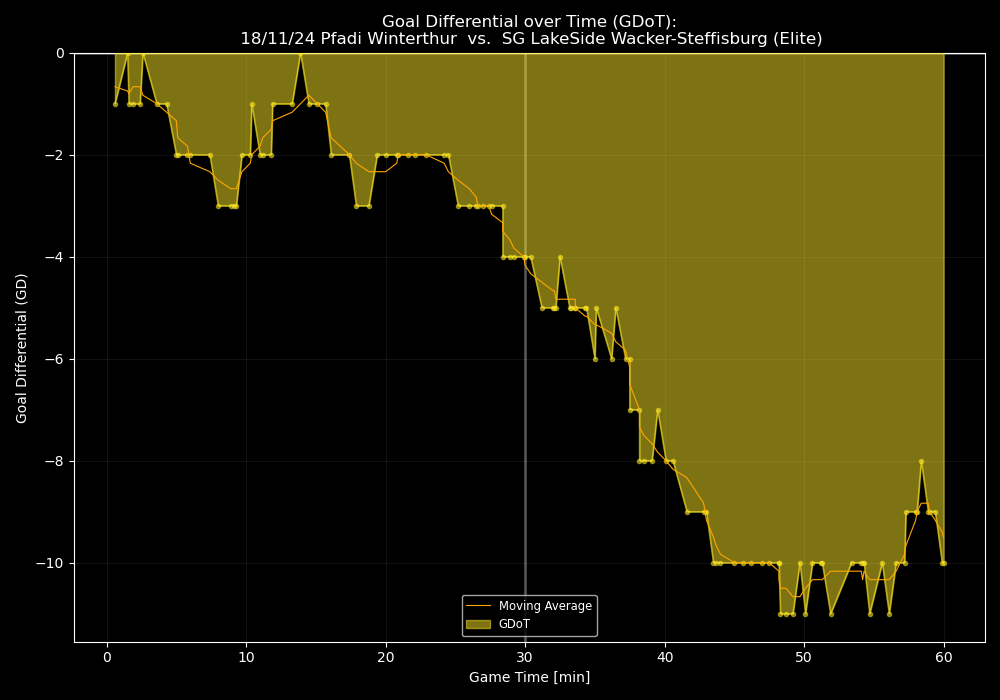 Goal Differential over Time (GDoT):
18/11/24 Pfadi Winterthur  vs.  SG LakeSide Wacker-Steffisburg (Elite)
Goal Differential (GD)
0
−2
−4
−6
−8
−10
Moving Average
GDoT
0 10 20 30 40 50 60
Game Time [min]